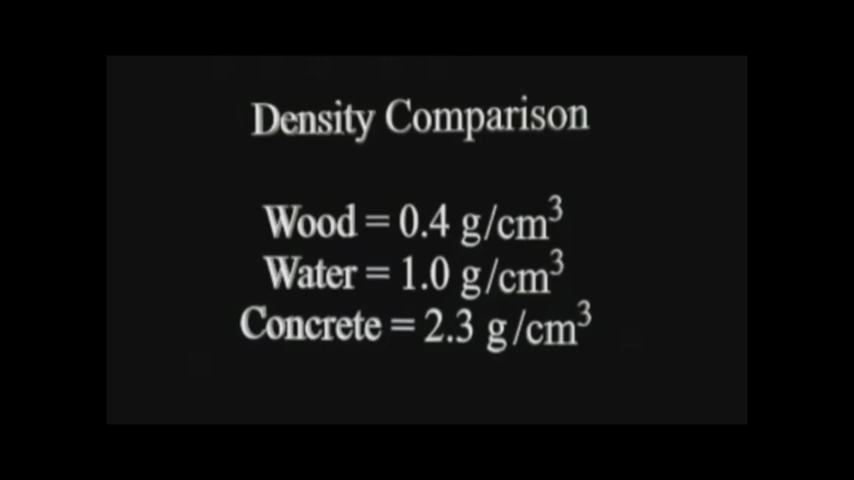 Density Comparison
Wood = 0.4 g/cm³
Water = 1.0 g/cm³
Concrete = 2.3 g/cm³